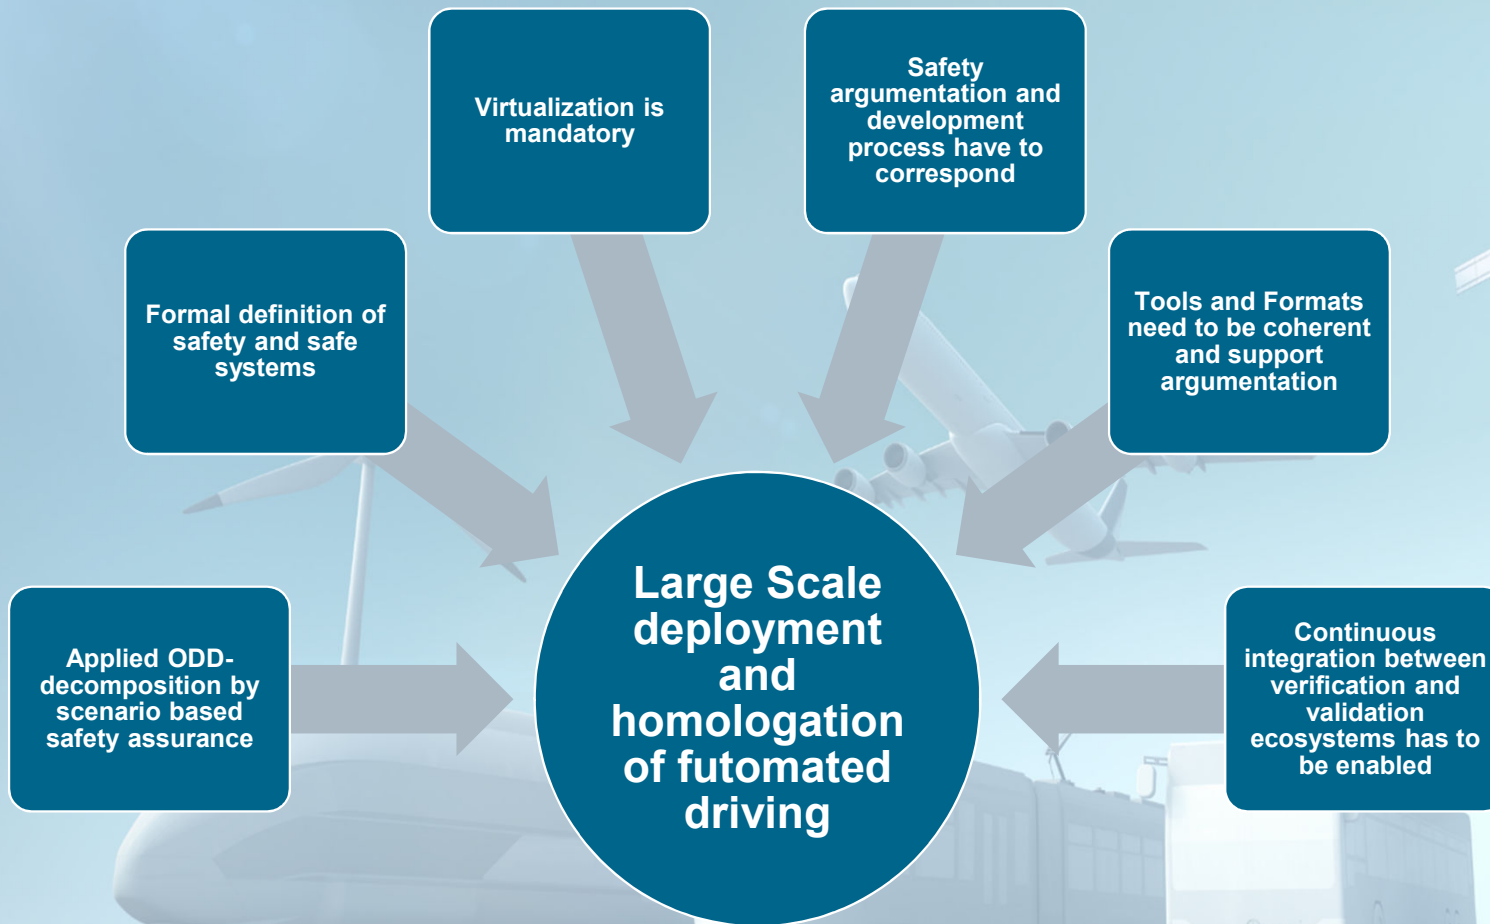 Virtualization is
mandatory
Safety
argumentation and
development
process have to
correspond
Formal definition of
safety and safe
systems
Tools and Formats
need to be coherent
and support
argumentation
Applied ODD-
decomposition by
scenario based
safety assurance
Large Scale
deployment
and
homologation
of futomated
driving
Continuous
integration between
verification and
validation
ecosystems has to
be enabled